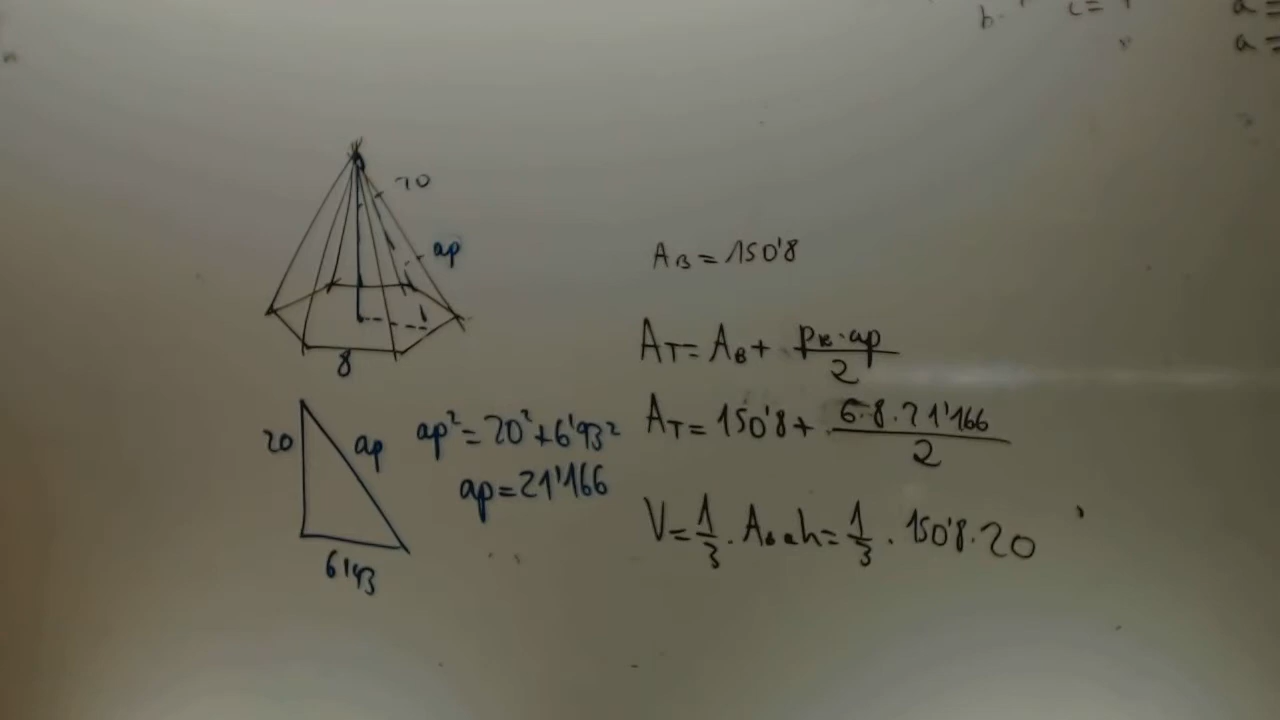 b. c=
a=
a=
20
ap
8
A_B = 150'8
A_T = A_B + (P_B · ap)/2
20 ap
6'93
ap² = 20² + 6'93²
ap = 21'166
A_T = 150'8 + (6·8·21'166)/2
V = 1/3 · A_B · h = 1/3 · 150'8 · 20